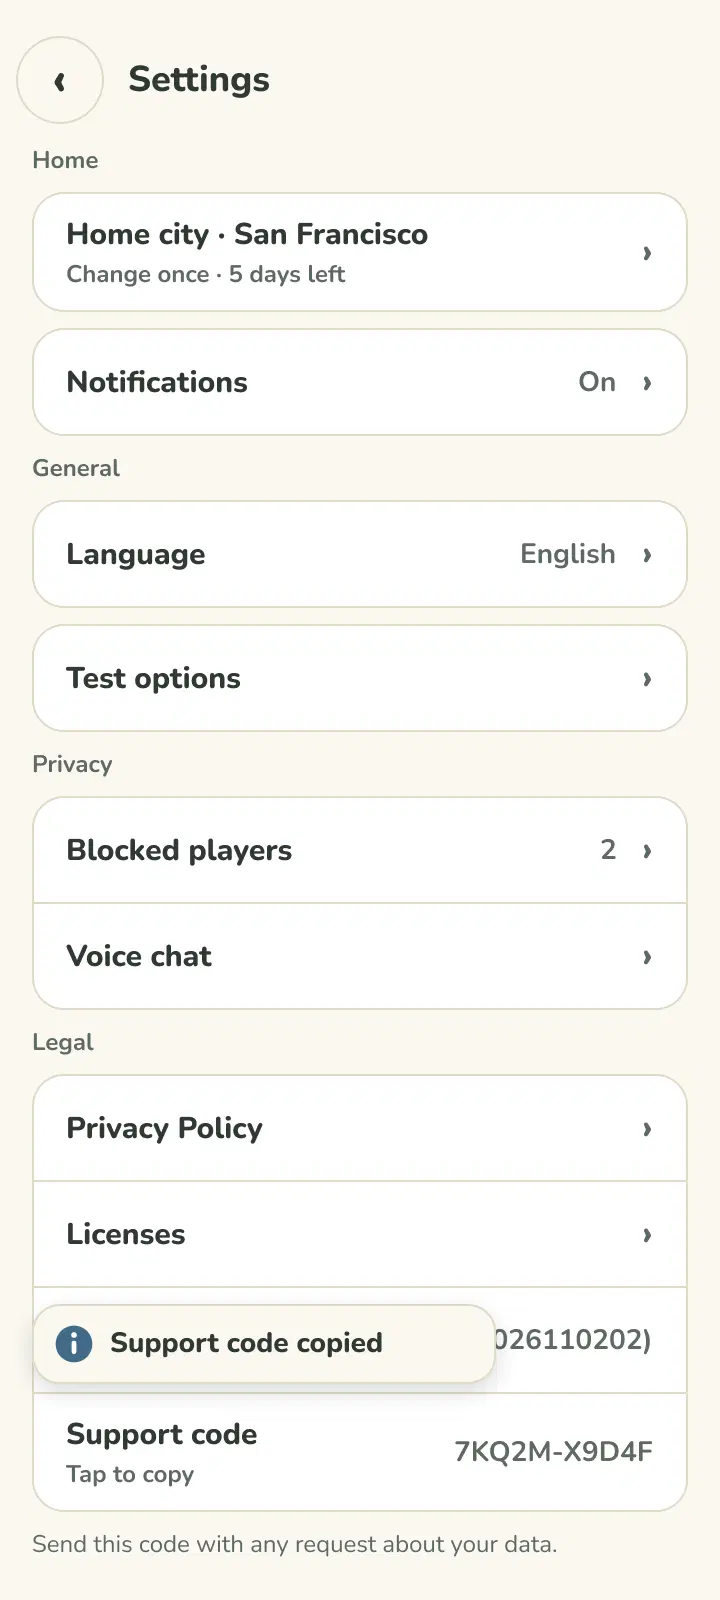 Settings
Home
Home city · San Francisco
Change once · 5 days left
Notifications On
General
Language English
Test options
Privacy
Blocked players 2
Voice chat
Legal
Privacy Policy
Licenses
Support code copied
026110202)
Support code 7KQ2M-X9D4F
Tap to copy
Send this code with any request about your data.